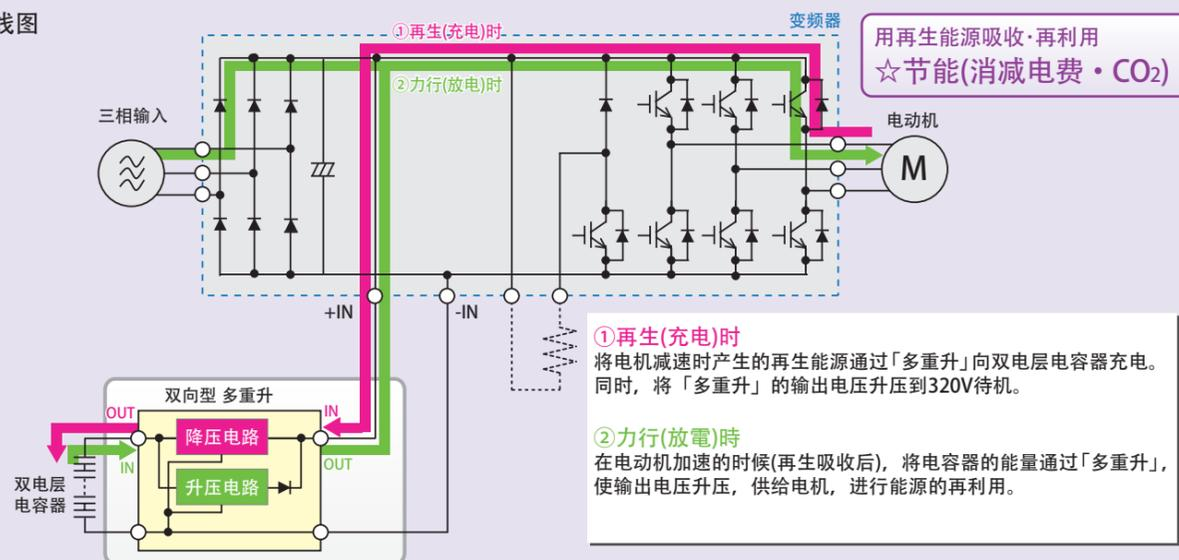 线图
①再生(充电)时
变频器
用再生能源吸收·再利用
☆节能(消减电费・CO2)
②力行(放电)时
三相输入
电动机
M
+IN
-IN
①再生(充电)时
将电机减速时产生的再生能源通过「多重升」向双电层电容器充电。
同时，将「多重升」的输出电压升压到320V待机。
双向型 多重升
OUT
IN
降压电路
②力行(放電)時
IN
OUT
在电动机加速的时候(再生吸收后)，将电容器的能量通过「多重升」,
双电层
升压电路
使输出电压升压，供给电机，进行能源的再利用。
电容器